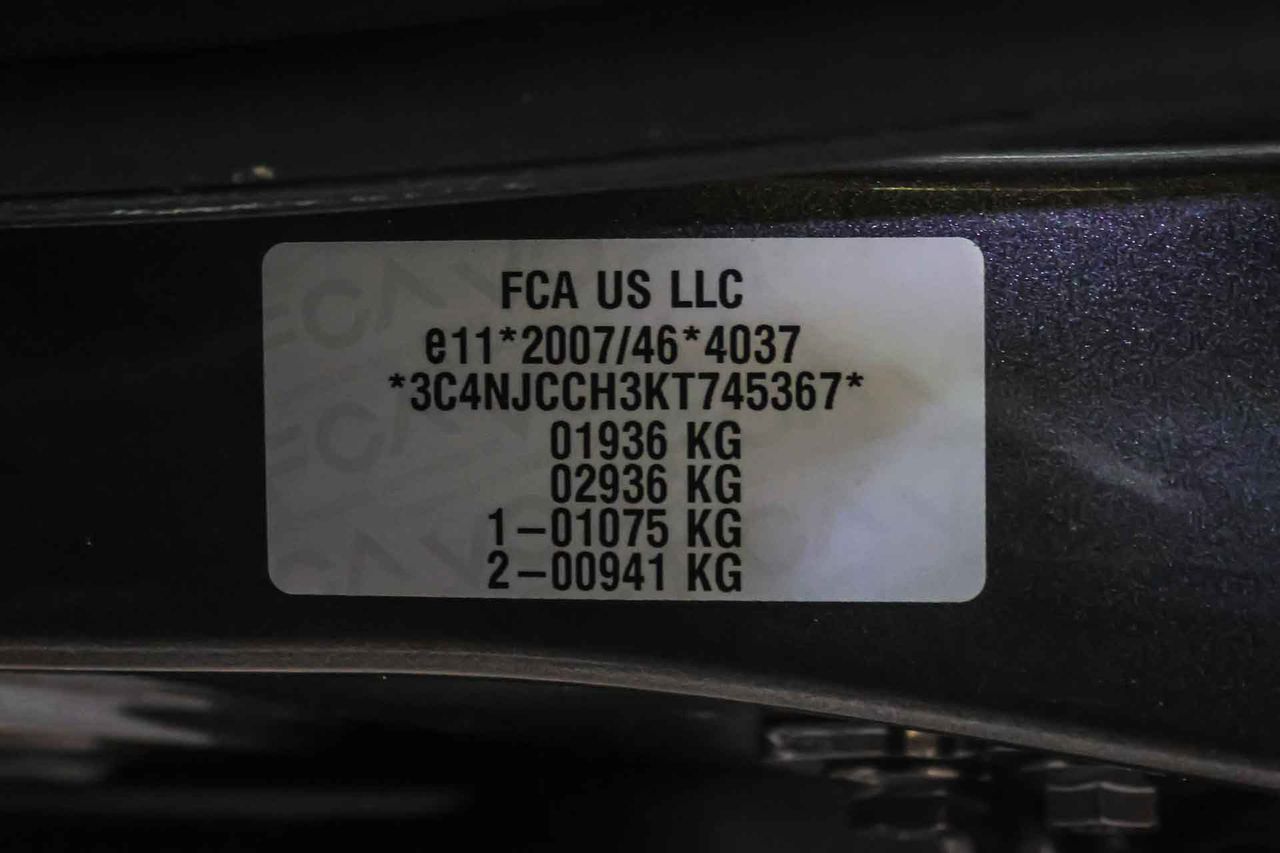 FCA US LLC
e11*2007/46*4037
*3C4NJCCH3KT745367*
01936 KG
02936 KG
1-01075 KG
2-00941 KG